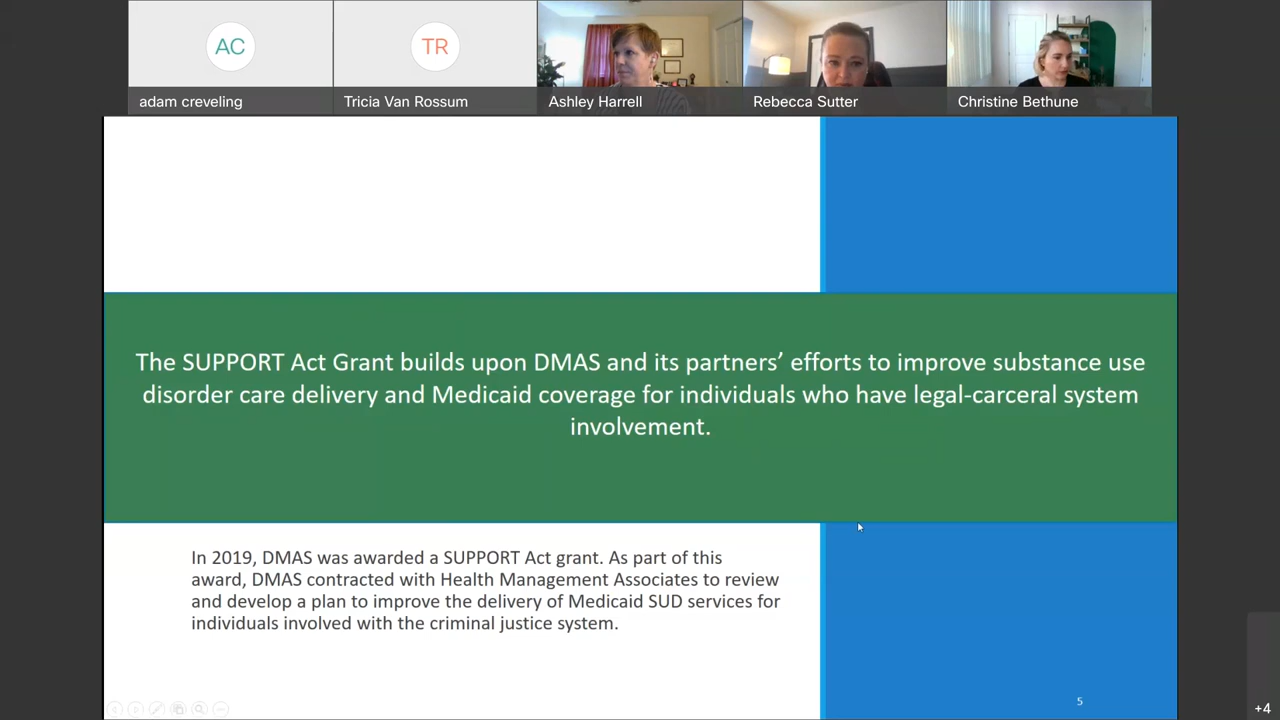 AC
TR
adam creveling
Tricia Van Rossum
Ashley Harrell
Rebecca Sutter
Christine Bethune
The SUPPORT Act Grant builds upon DMAS and its partners’ efforts to improve substance use
disorder care delivery and Medicaid coverage for individuals who have legal-carceral system
involvement.
In 2019, DMAS was awarded a SUPPORT Act grant. As part of this
award, DMAS contracted with Health Management Associates to review
and develop a plan to improve the delivery of Medicaid SUD services for
individuals involved with the criminal justice system.
5
+4